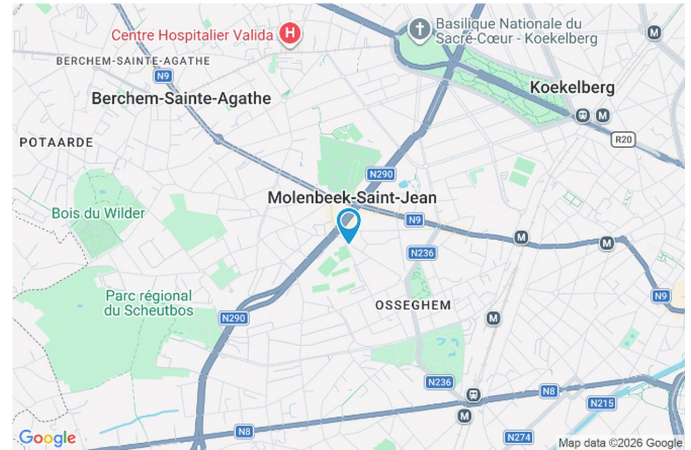 Basilique Nationale du
Sacré-Cœur - Koekelberg
Centre Hospitalier Valida
H
M
BERCHEM-SAINTE-AGATHE
N9
Koekelberg
Berchem-Sainte-Agathe
M
R20
POTAARDE
N290
Molenbeek-Saint-Jean
Bois du Wilder
N9
M
M
N236
Parc régional
du Scheutbos
N9
OSSEGHEM
N290
M
N236
N8
N215
M
N8
N274
Google
Map data ©2026 Google